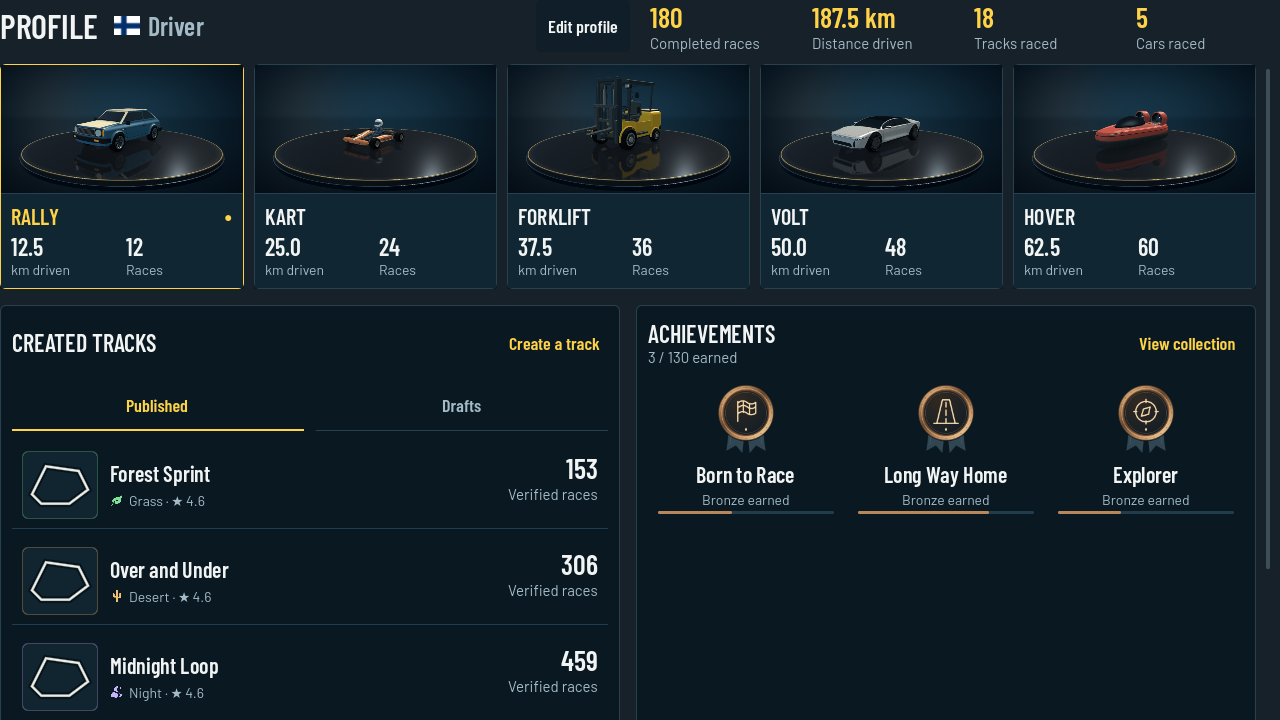 PROFILE Driver
Edit profile
180
Completed races
187.5 km
Distance driven
18
Tracks raced
5
Cars raced
RALLY
12.5
km driven
12
Races
KART
25.0
km driven
24
Races
FORKLIFT
37.5
km driven
36
Races
VOLT
50.0
km driven
48
Races
HOVER
62.5
km driven
60
Races
CREATED TRACKS
Create a track
Published
Drafts
Forest Sprint
Grass · ★ 4.6
153
Verified races
Over and Under
Desert · ★ 4.6
306
Verified races
Midnight Loop
Night · ★ 4.6
459
Verified races
ACHIEVEMENTS
3 / 130 earned
View collection
Born to Race
Bronze earned
Long Way Home
Bronze earned
Explorer
Bronze earned